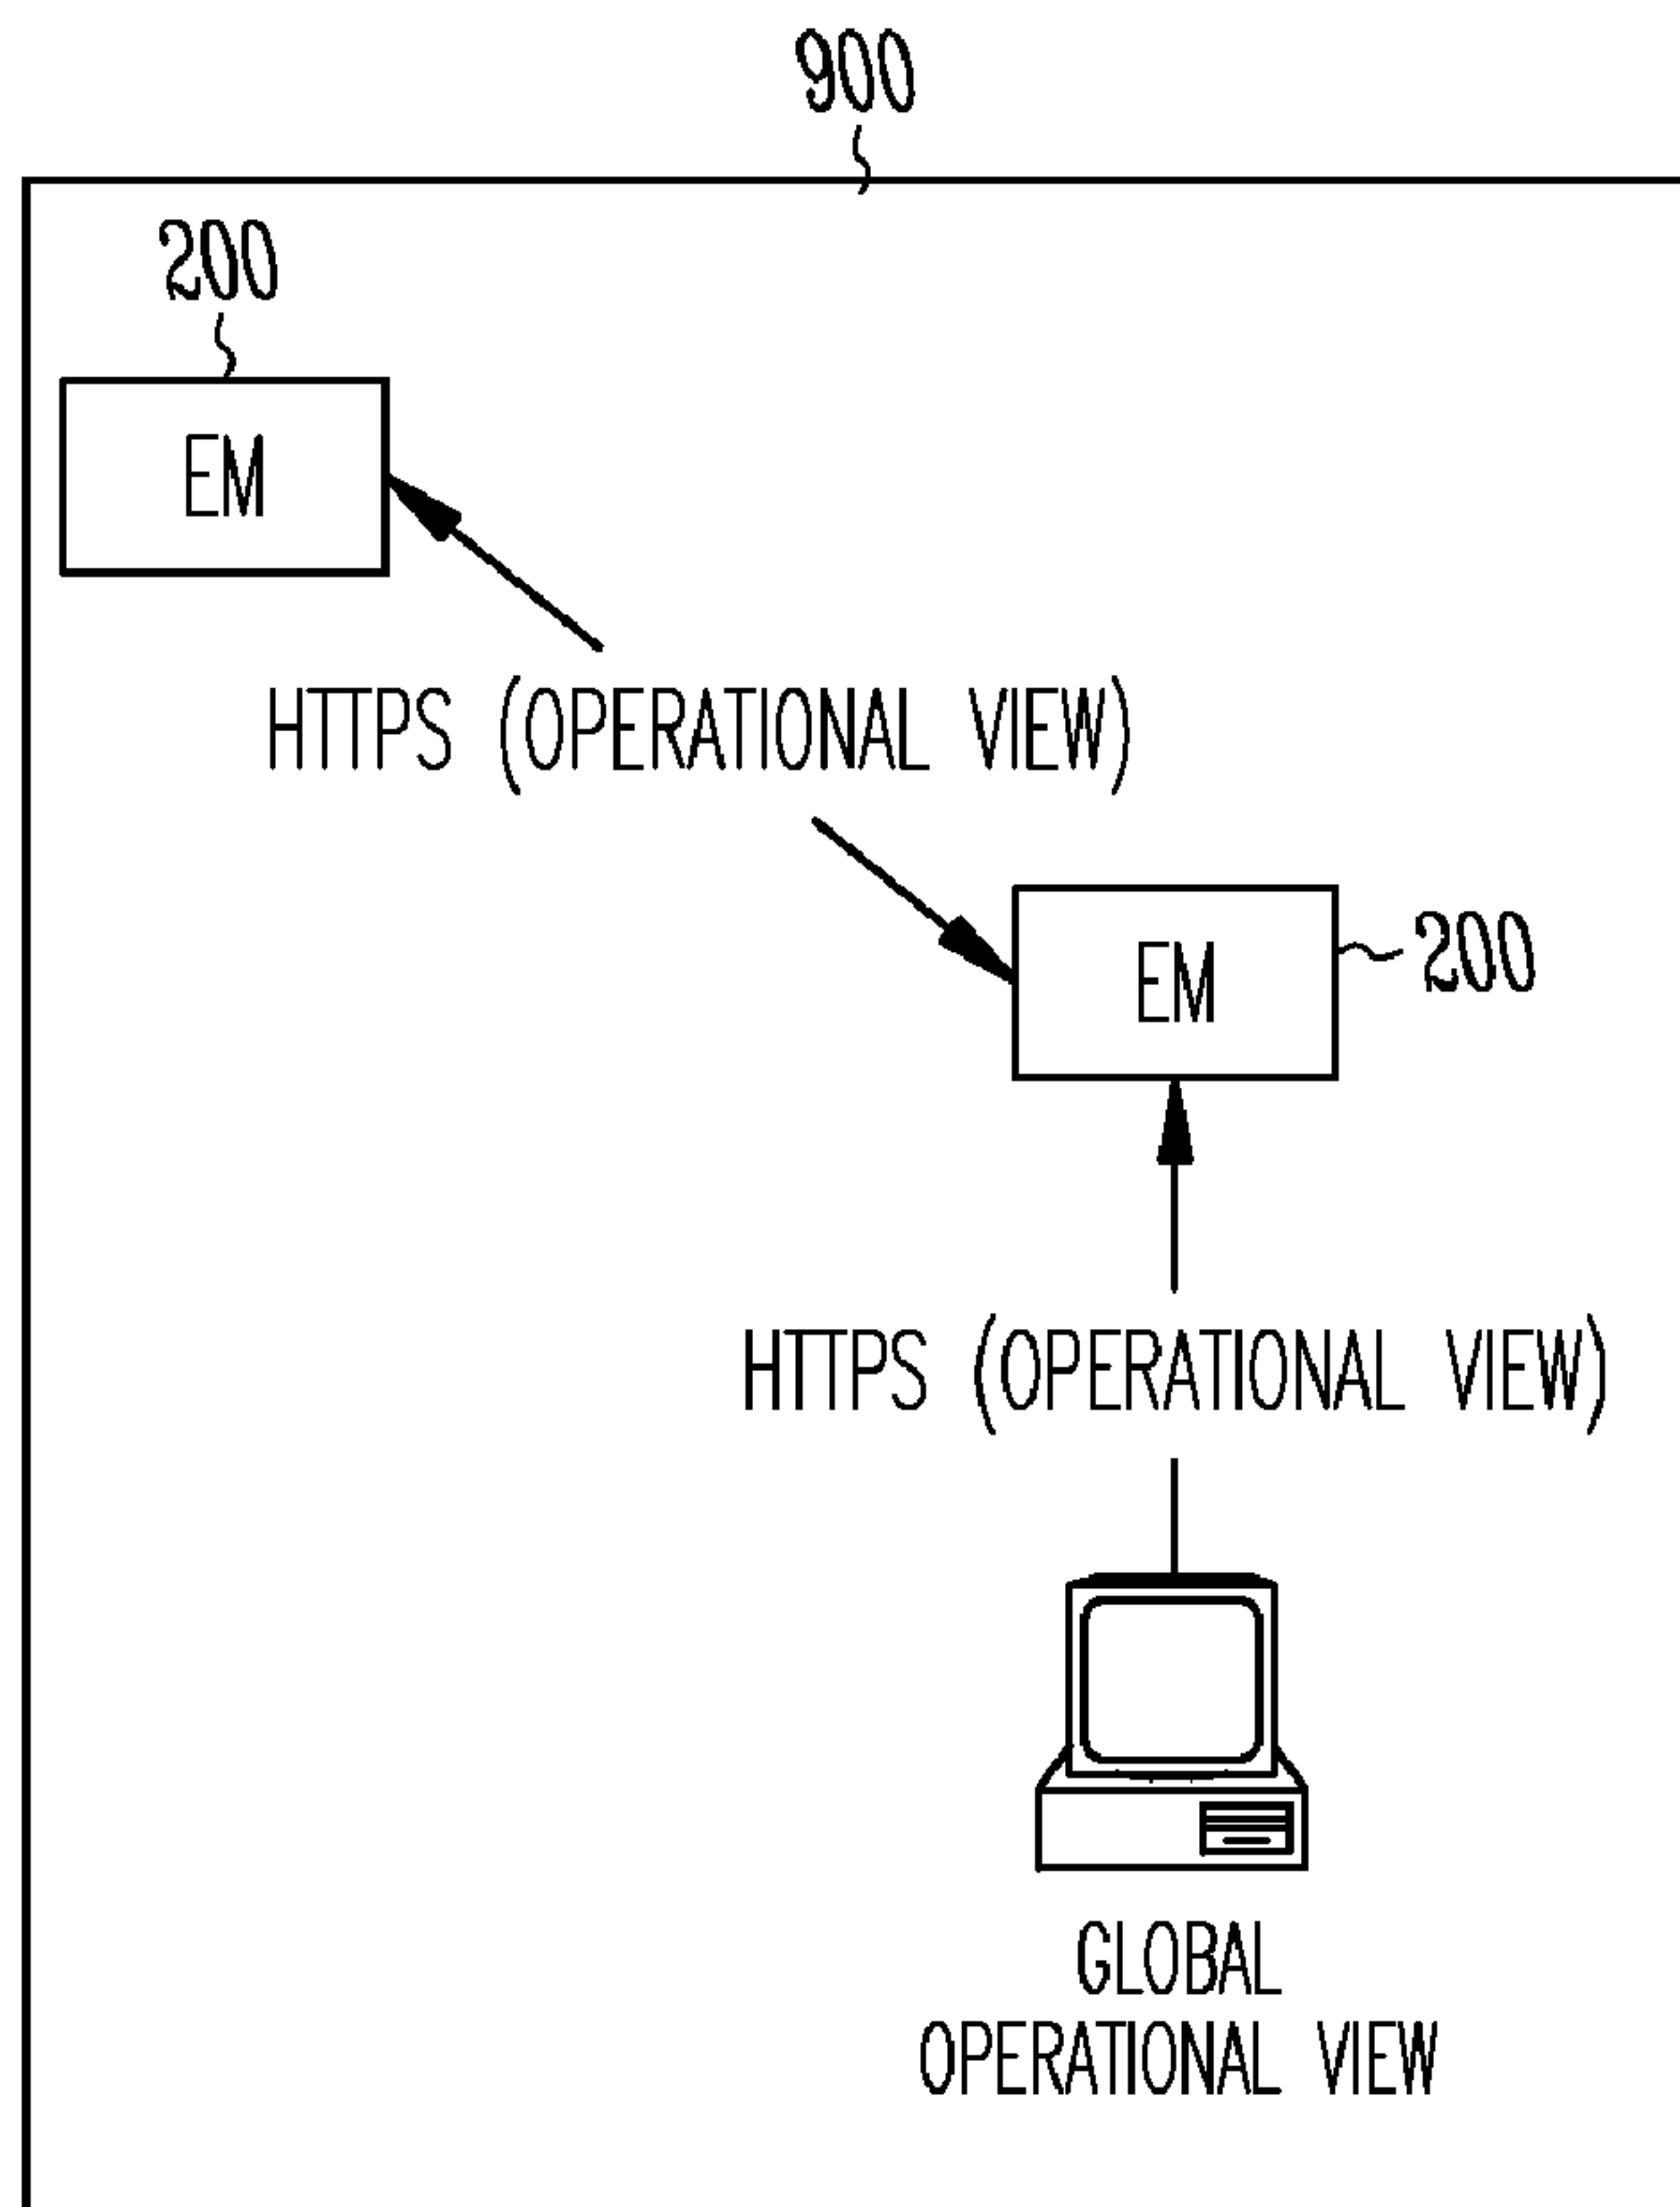 900
200
EM
HTTPS (OPERATIONAL VIEW)
EM
200
HTTPS (OPERATIONAL VIEW)
GLOBAL
OPERATIONAL VIEW